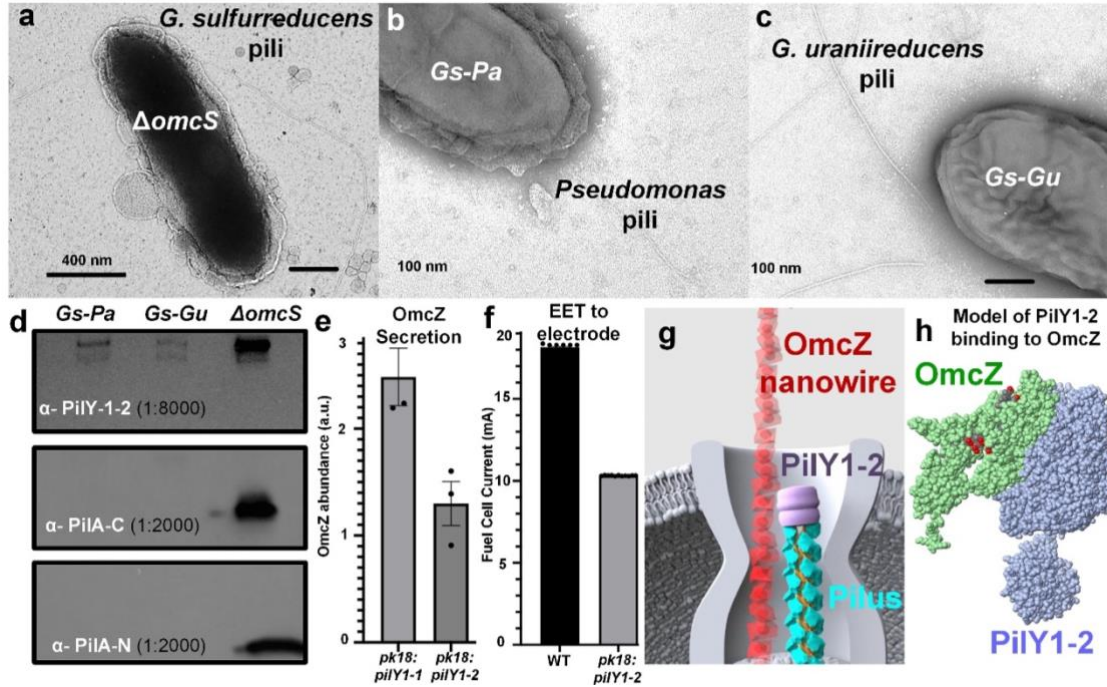 a
G. sulfurreducens
pili
ΔomcS
400 nm
b
Gs-Pa
Pseudomonas
pili
100 nm
c
G. uraniireducens
pili
Gs-Gu
100 nm
d
Gs-Pa Gs-Gu ΔomcS
α- PilY-1-2 (1:8000)
α- PilA-C (1:2000)
α- PilA-N (1:2000)
e
OmcZ
Secretion
OmcZ abundance (a.u.)
3
2
1
0
pk18:
pilY1-1
pk18:
pilY1-2
f
EET to
electrode
Fuel Cell Current (mA)
20
15
10
5
0
WT
pk18:
pilY1-2
g
OmcZ
nanowire
PilY1-2
Pilus
h
Model of PilY1-2
binding to OmcZ
OmcZ
PilY1-2